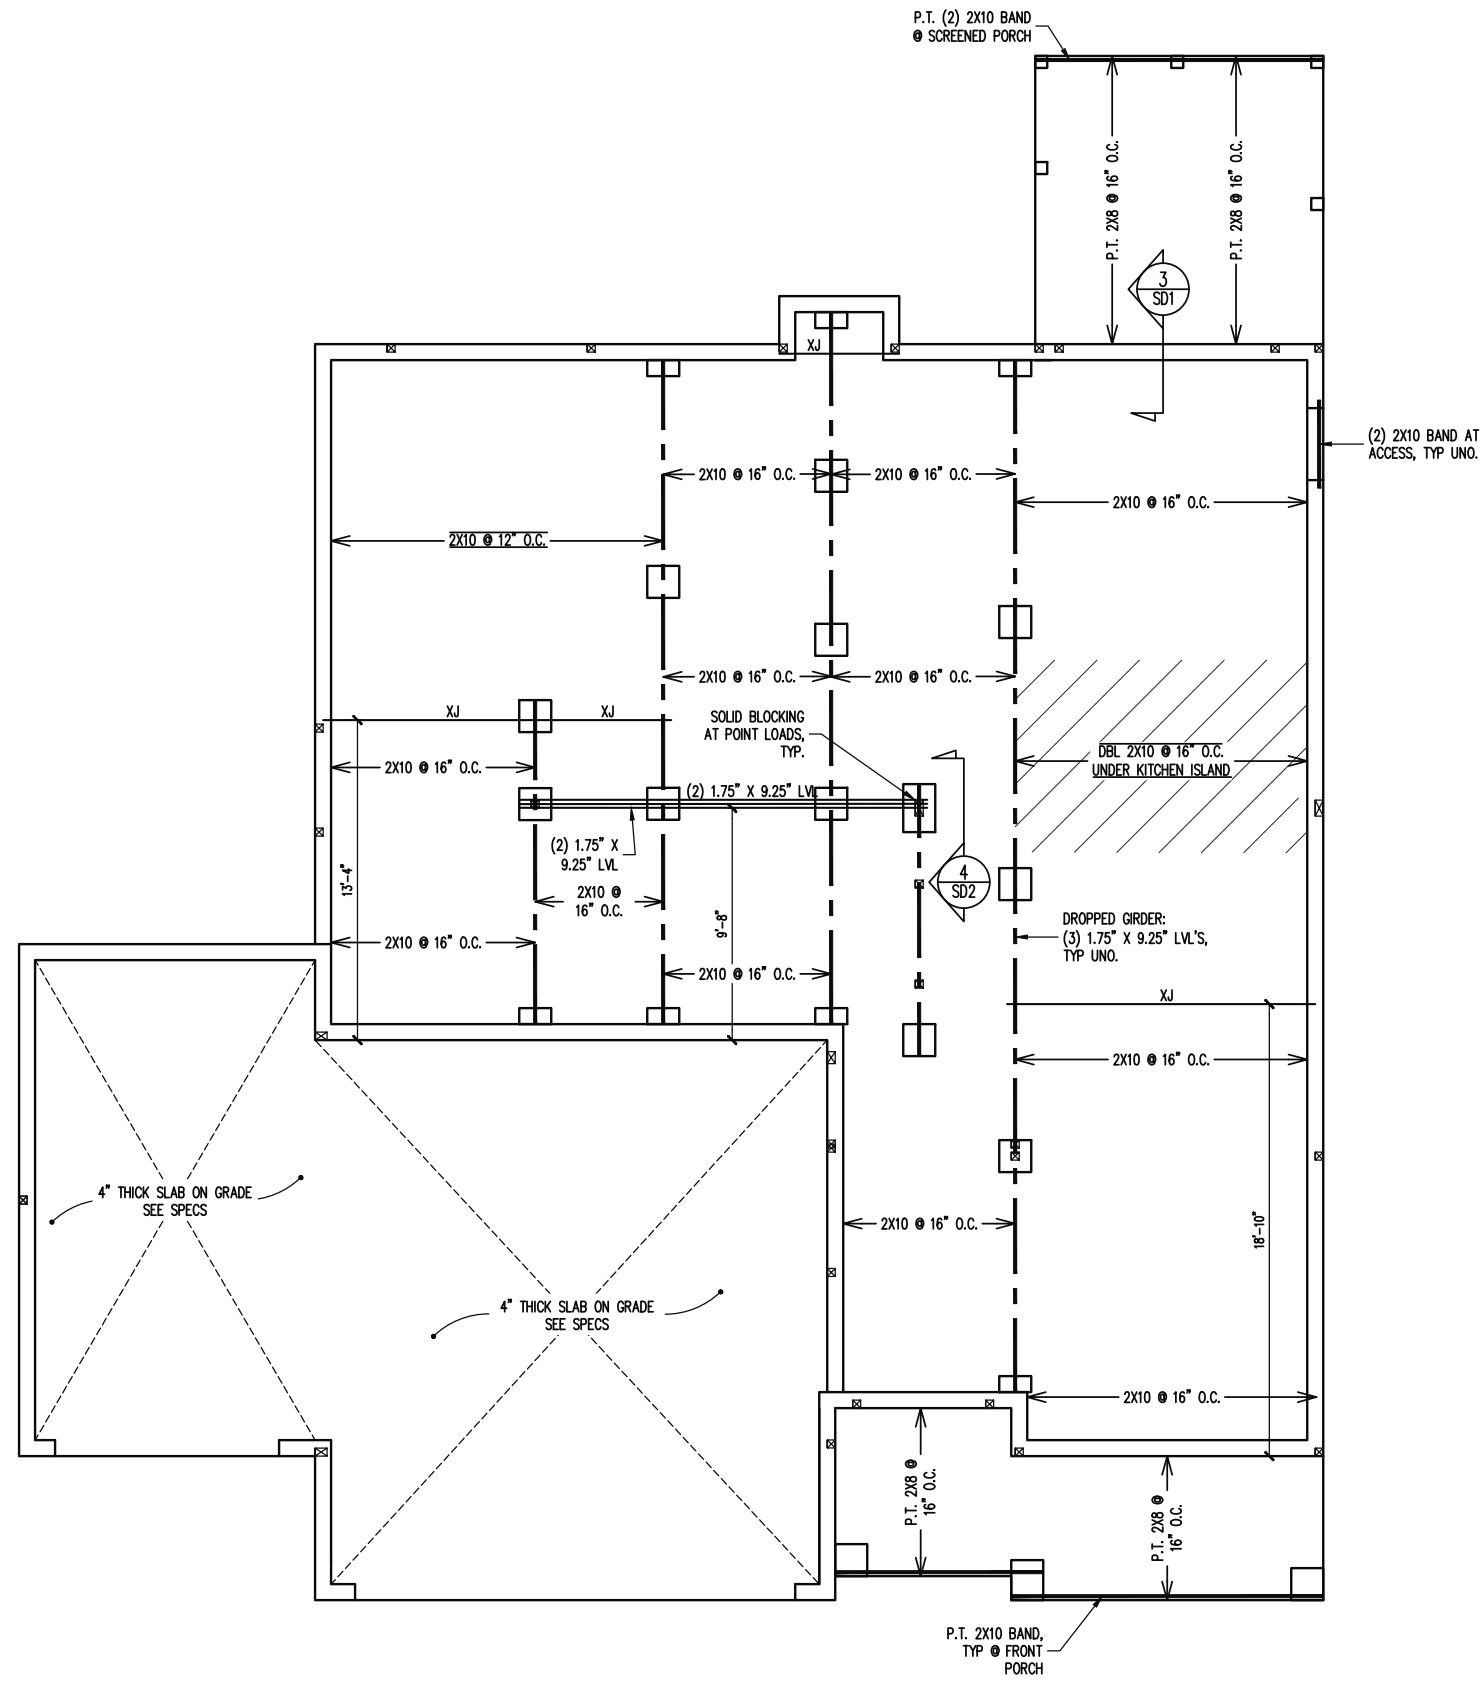 P.T. (2) 2X10 BAND
@ SCREENED PORCH
P.T. 2X8 @ 16" O.C.
P.T. 2X8 @ 16" O.C.
3
SD1
XJ
(2) 2X10 BAND AT
ACCESS, TYP UNO.
2X10 @ 16" O.C.
2X10 @ 16" O.C.
2X10 @ 16" O.C.
2X10 @ 12" O.C.
2X10 @ 16" O.C.
2X10 @ 16" O.C.
XJ
XJ
SOLID BLOCKING
AT POINT LOADS,
TYP.
DBL 2X10 @ 16" O.C.
UNDER KITCHEN ISLAND
2X10 @ 16" O.C.
(2) 1.75" X 9.25" LVL
(2) 1.75" X
9.25" LVL
13'-4"
2X10 @
16" O.C.
9'-8"
4
SD2
DROPPED GIRDER:
(3) 1.75" X 9.25" LVL'S,
TYP UNO.
2X10 @ 16" O.C.
2X10 @ 16" O.C.
XJ
2X10 @ 16" O.C.
4" THICK SLAB ON GRADE
SEE SPECS
2X10 @ 16" O.C.
18'-10"
4" THICK SLAB ON GRADE
SEE SPECS
2X10 @ 16" O.C.
P.T. 2X8 @
16" O.C.
P.T. 2X8 @
16" O.C.
P.T. 2X10 BAND,
TYP @ FRONT
PORCH